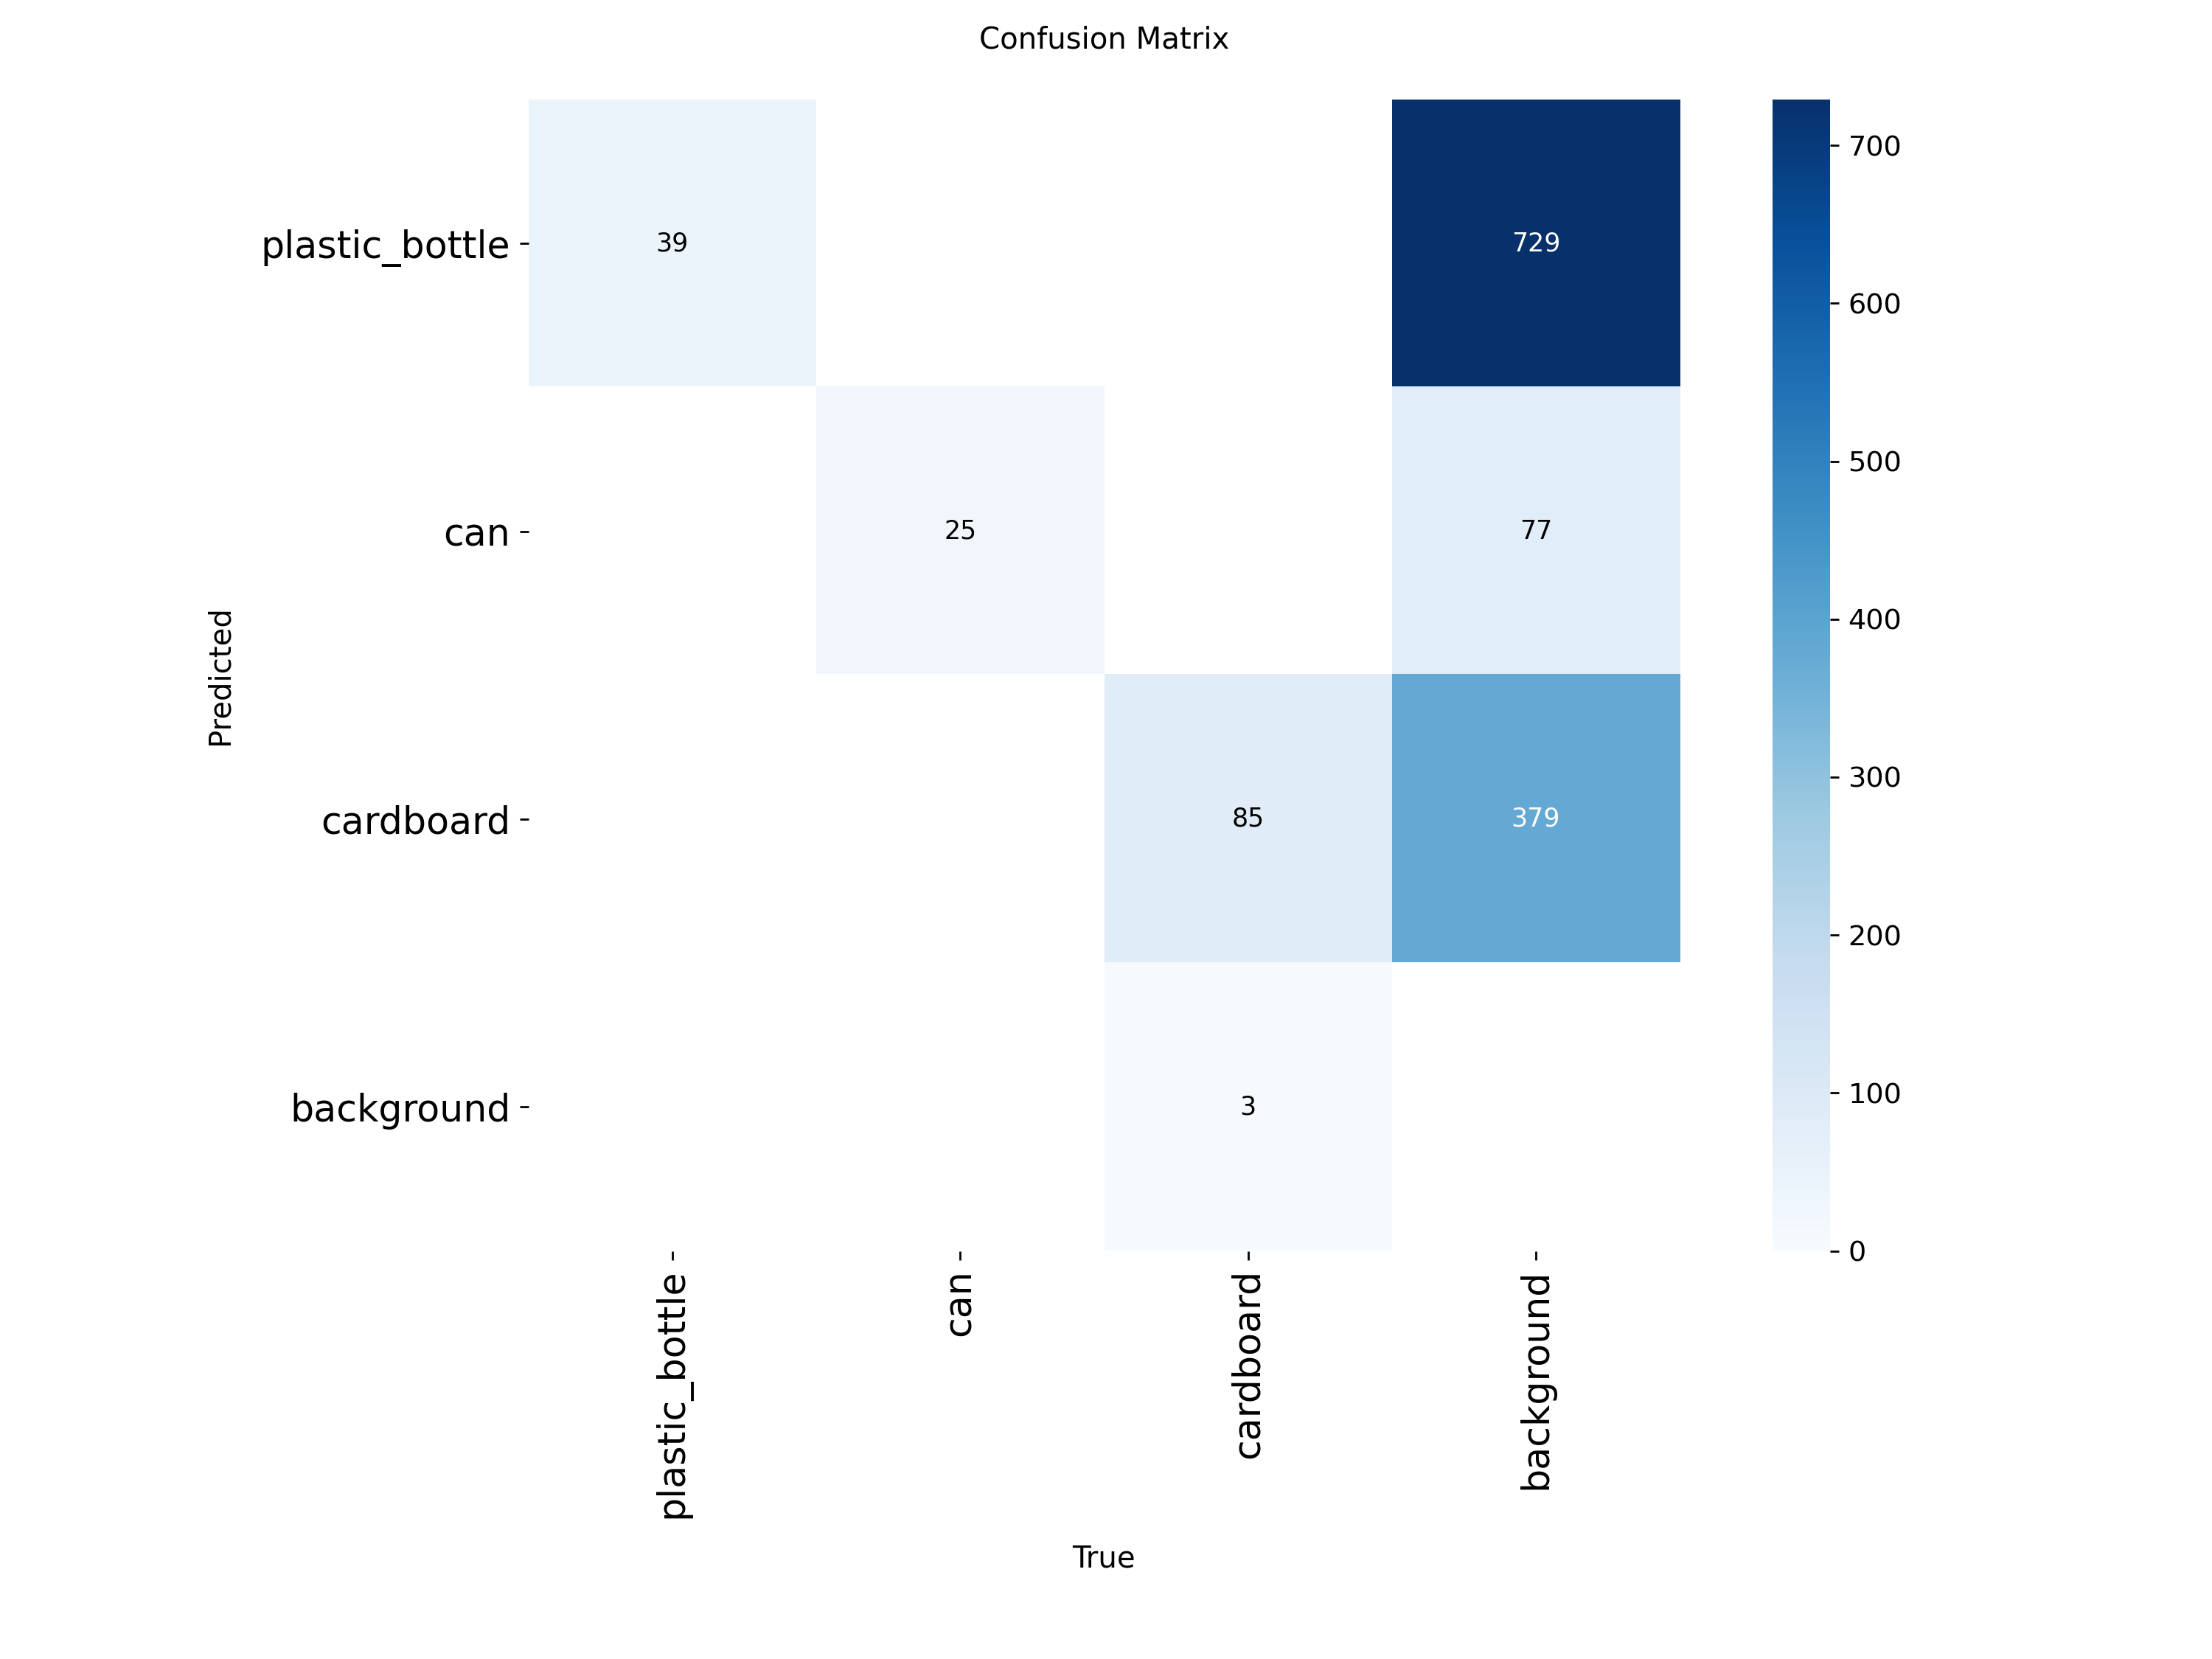 Confusion Matrix
plastic_bottle
39
729
700
600
can
25
77
500
400
Predicted
cardboard
85
379
300
200
background
3
100
0
plastic_bottle
can
cardboard
background
True